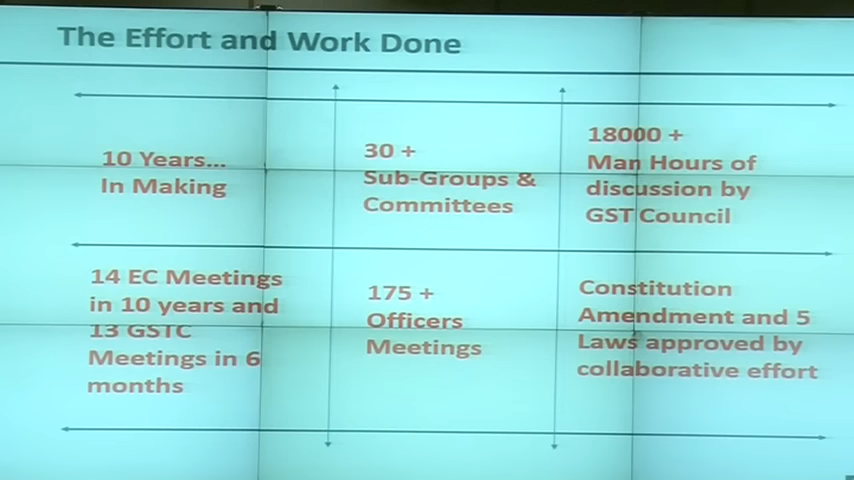 The Effort and Work Done
10 Years...
In Making
30 +
Sub-Groups &
Committees
18000 +
Man Hours of
discussion by
GST Council
14 EC Meetings
in 10 years and
13 GSTC
Meetings in 6
months
175 +
Officers
Meetings
Constitution
Amendment and 5
Laws approved by
collaborative effort